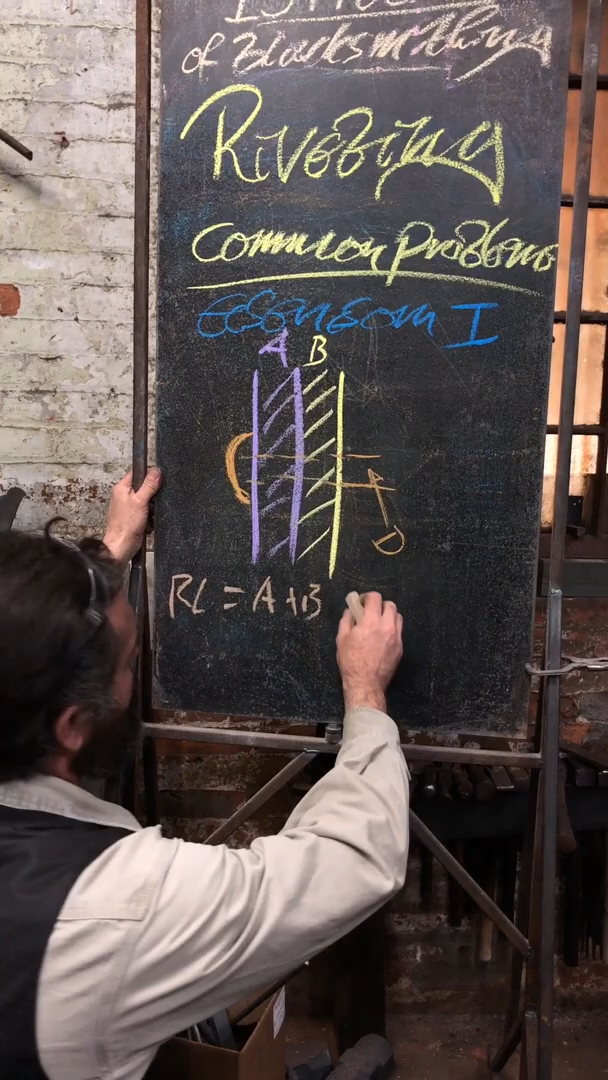 of Blacksmithing
Riveting
Common Problems
A B
D
RL = A+B